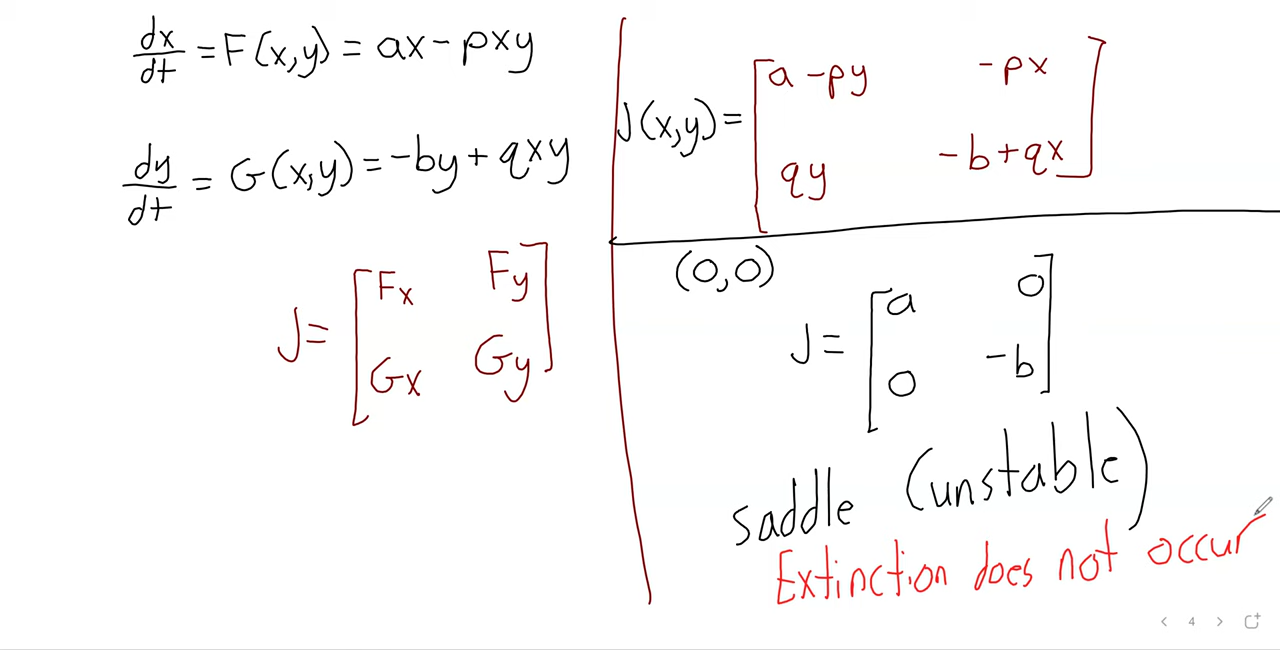 dx/dt = F(x,y) = ax - pxy
dy/dt = G(x,y) = -by + qxy
J = [Fx Fy
Gx Gy]
J(x,y) = [a - py -px
qy -b + qx]
(0,0)
J = [a 0
0 -b]
saddle (unstable)
Extinction does not occur
4